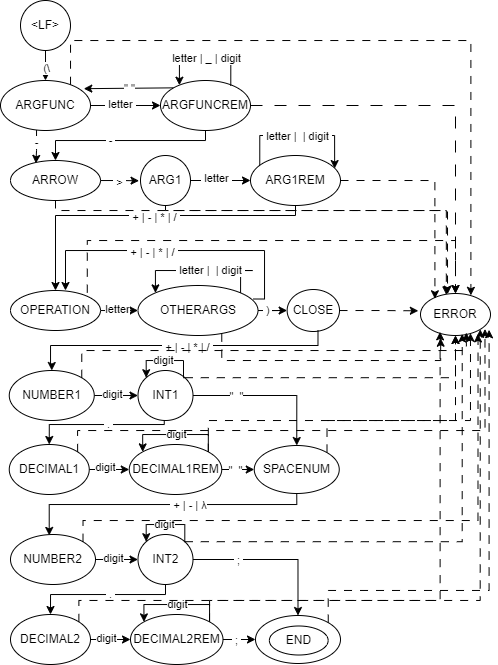 <LF>
(\
letter | _ | digit
" "
ARGFUNC
letter
ARGFUNCREM
-
-
letter | | digit
ARROW
>
ARG1
letter
ARG1REM
+ | - | * | /
+ | - | * | /
letter | | digit
OPERATION
letter
OTHERARGS
)
CLOSE
ERROR
+ | - | * | /
digit
NUMBER1
digit
INT1
" "
.
digit
DECIMAL1
digit
DECIMAL1REM
" "
SPACENUM
+ | - | λ
digit
NUMBER2
digit
INT2
;
.
digit
DECIMAL2
digit
DECIMAL2REM
;
END